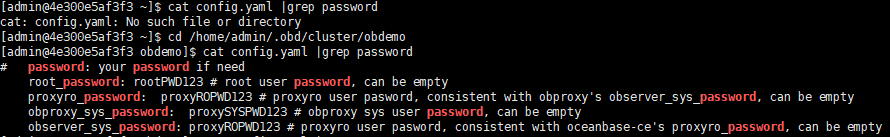 [admin@4e300e5af3f3 ~]$ cat config.yaml |grep password
cat: config.yaml: No such file or directory
[admin@4e300e5af3f3 ~]$ cd /home/admin/.obd/cluster/obdemo
[admin@4e300e5af3f3 obdemo]$ cat config.yaml |grep password
#   password: your password if need
    root_password: rootPWD123 # root user password, can be empty
    proxyro_password:  proxyROPWD123 # proxyro user pasword, consistent with obproxy's observer_sys_password, can be empty
    obproxy_sys_password:  proxySYSPWD123 # obproxy sys user password, can be empty
    observer_sys_password: proxyROPWD123 # proxyro user pasword, consistent with oceanbase-ce's proxyro_password, can be empty